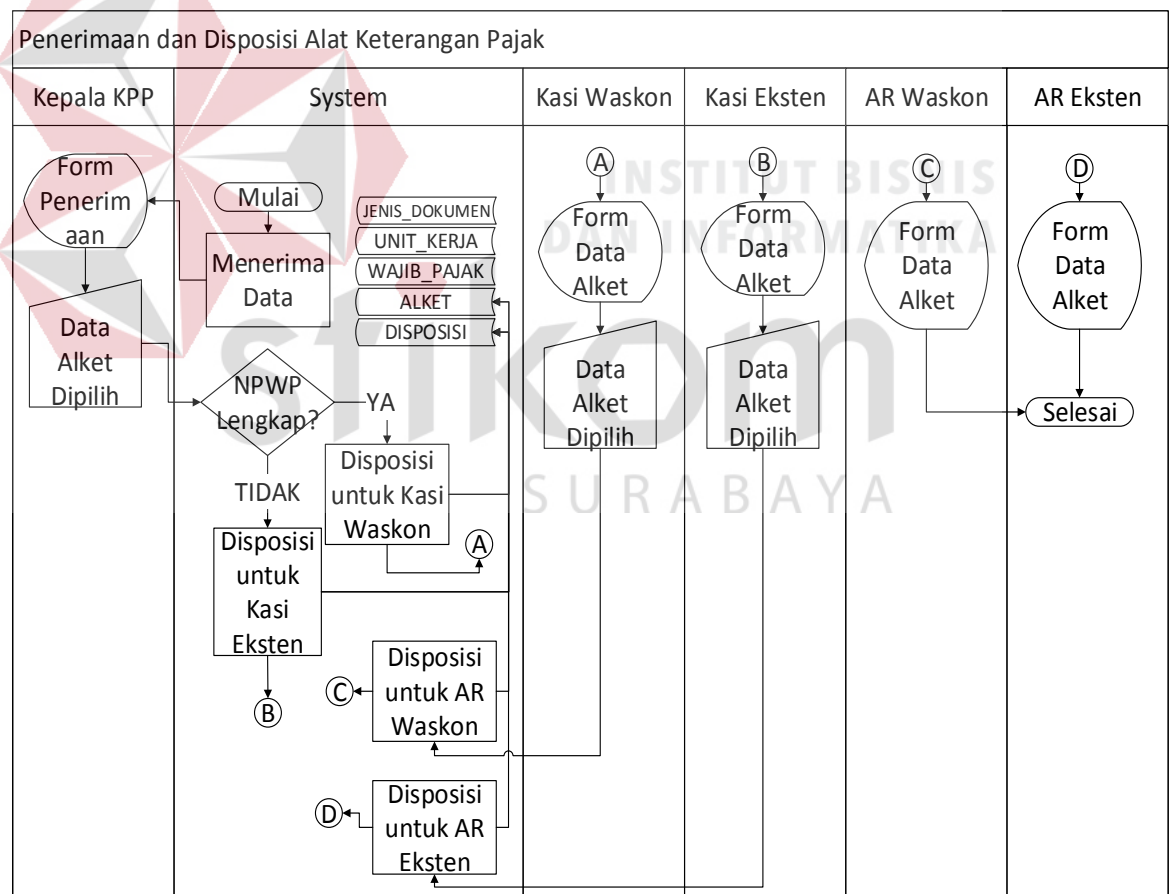 Penerimaan dan Disposisi Alat Keterangan Pajak
Kepala KPP
System
Kasi Waskon
Kasi Eksten
AR Waskon
AR Eksten
Form
Penerim
aan
Data
Alket
Dipilih
Mulai
Menerima
Data
JENIS_DOKUMEN
UNIT_KERJA
WAJIB_PAJAK
ALKET
DISPOSISI
NPWP
Lengkap?
YA
TIDAK
Disposisi
untuk Kasi
Waskon
A
Disposisi
untuk
Kasi
Eksten
B
Disposisi
untuk AR
Waskon
C
Disposisi
untuk AR
Eksten
D
A
Form
Data
Alket
Data
Alket
Dipilih
B
Form
Data
Alket
Data
Alket
Dipilih
C
Form
Data
Alket
D
Form
Data
Alket
Selesai
INSTITUT BISNIS
DAN INFORMATIKA
stikom
SURABAYA